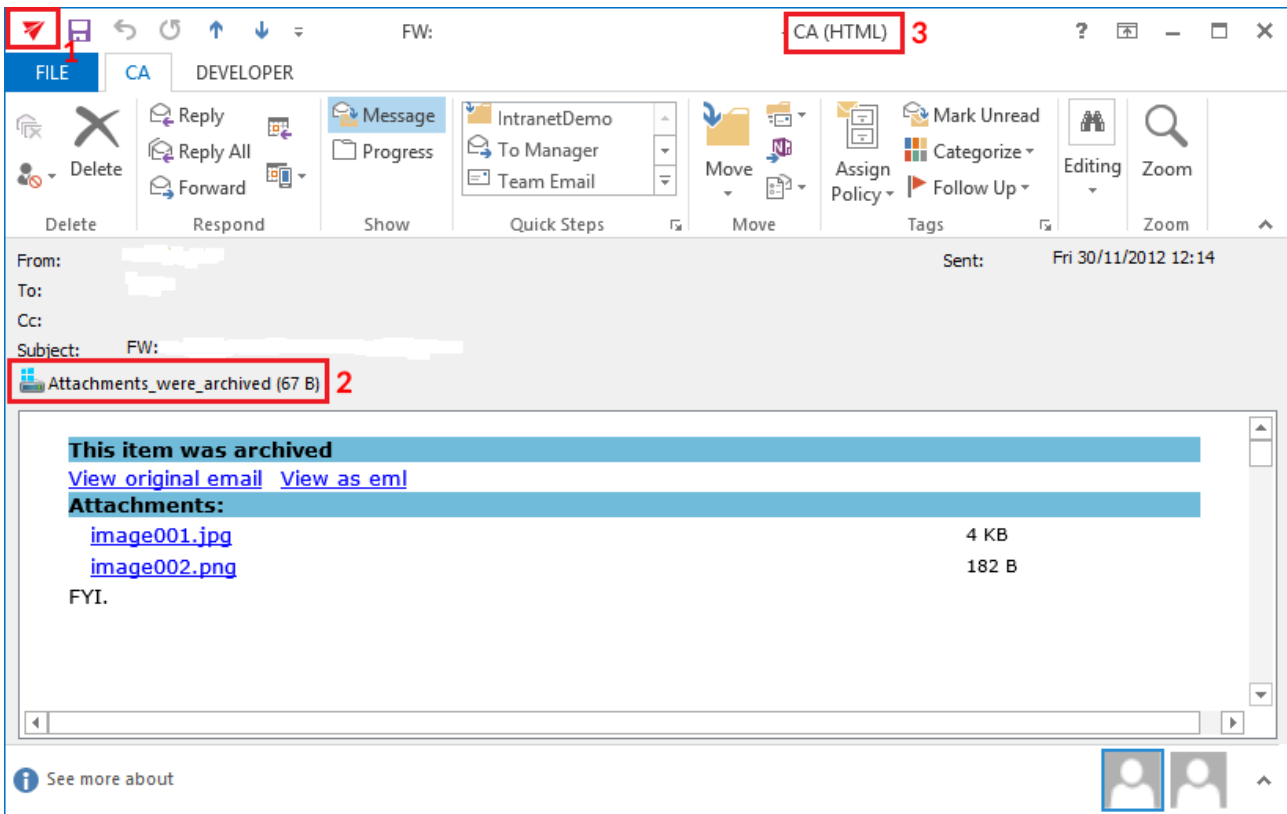 FW: - CA (HTML) 3 ?
1
FILE CA DEVELOPER
Delete
Reply
Reply All
Forward
Message
Progress
IntranetDemo
To Manager
Team Email
Move
Assign
Policy
Mark Unread
Categorize
Follow Up
Editing
Zoom
Delete Respond Show Quick Steps Move Tags Zoom
From: Sent: Fri 30/11/2012 12:14
To:
Cc:
Subject: FW:
Attachments_were_archived (67 B) 2
This item was archived
View original email View as eml
Attachments:
image001.jpg 4 KB
image002.png 182 B
FYI.
See more about